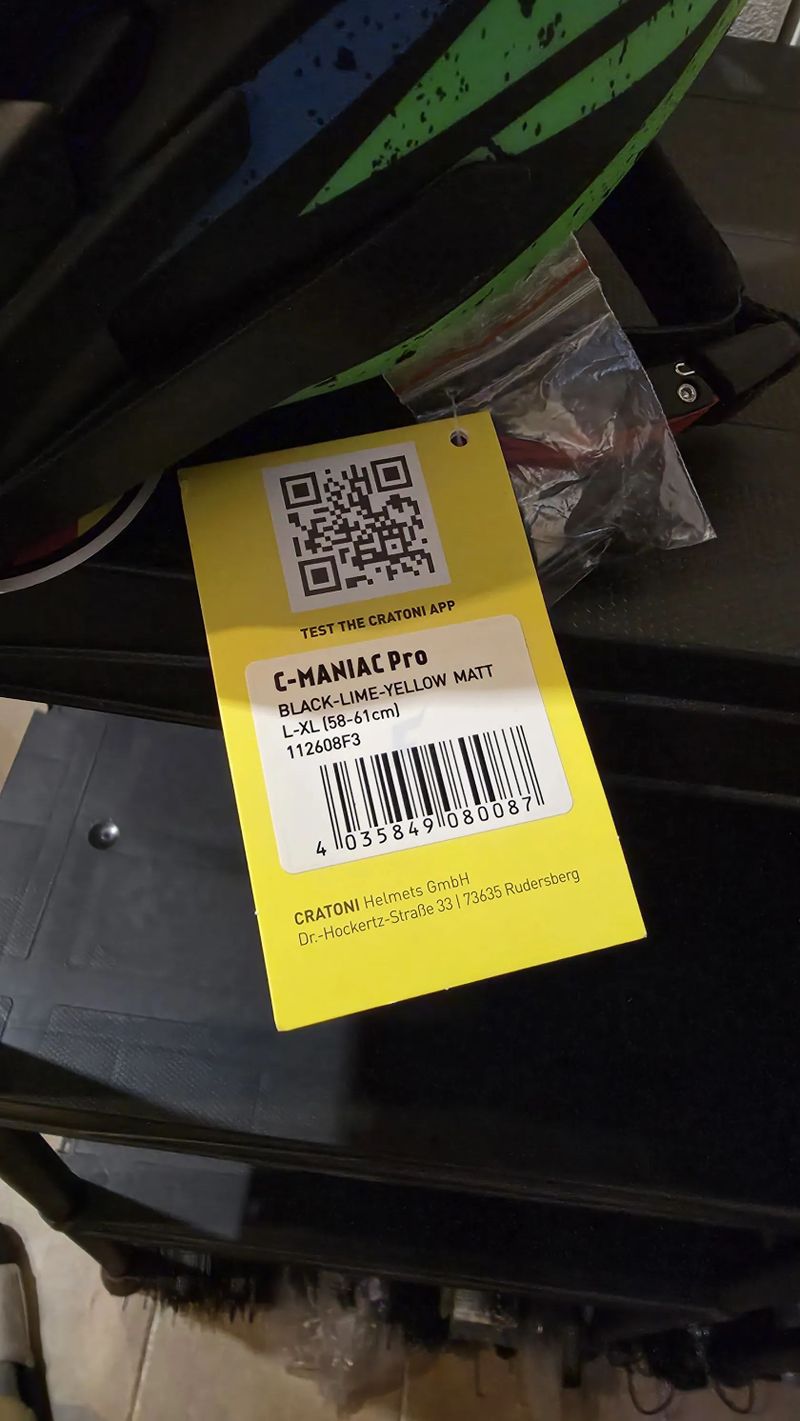 TEST THE CRATONI APP
C-MANIAC Pro
BLACK-LIME-YELLOW MATT
L-XL (58-61cm)
112608F3
4 035849 080087
CRATONI Helmets GmbH
Dr.-Hockertz-Straße 33 | 73635 Rudersberg